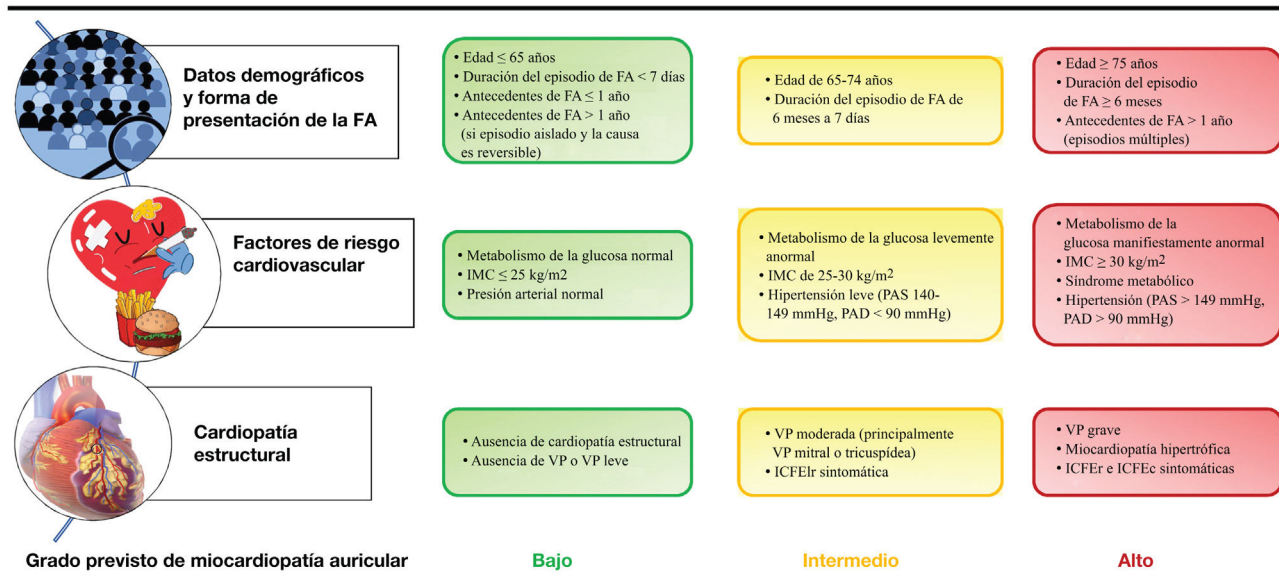 Datos demográficos
y forma de
presentación de la FA
• Edad ≤ 65 años
• Duración del episodio de FA < 7 días
• Antecedentes de FA ≤ 1 año
• Antecedentes de FA > 1 año
(si episodio aislado y la causa
es reversible)
• Edad de 65-74 años
• Duración del episodio de FA de
6 meses a 7 días
• Edad ≥ 75 años
• Duración del episodio
de FA ≥ 6 meses
• Antecedentes de FA > 1 año
(episodios múltiples)
Factores de riesgo
cardiovascular
• Metabolismo de la glucosa normal
• IMC ≤ 25 kg/m2
• Presión arterial normal
• Metabolismo de la glucosa levemente
anormal
• IMC de 25-30 kg/m²
• Hipertensión leve (PAS 140-
149 mmHg, PAD < 90 mmHg)
• Metabolismo de la
glucosa manifiestamente anormal
• IMC ≥ 30 kg/m²
• Síndrome metabólico
• Hipertensión (PAS > 149 mmHg,
PAD > 90 mmHg)
Cardiopatía
estructural
• Ausencia de cardiopatía estructural
• Ausencia de VP o VP leve
• VP moderada (principalmente
VP mitral o tricuspídea)
• ICFElr sintomática
• VP grave
• Miocardiopatía hipertrófica
• ICFEr e ICFEc sintomáticas
Grado previsto de miocardiopatía auricular
Bajo
Intermedio
Alto